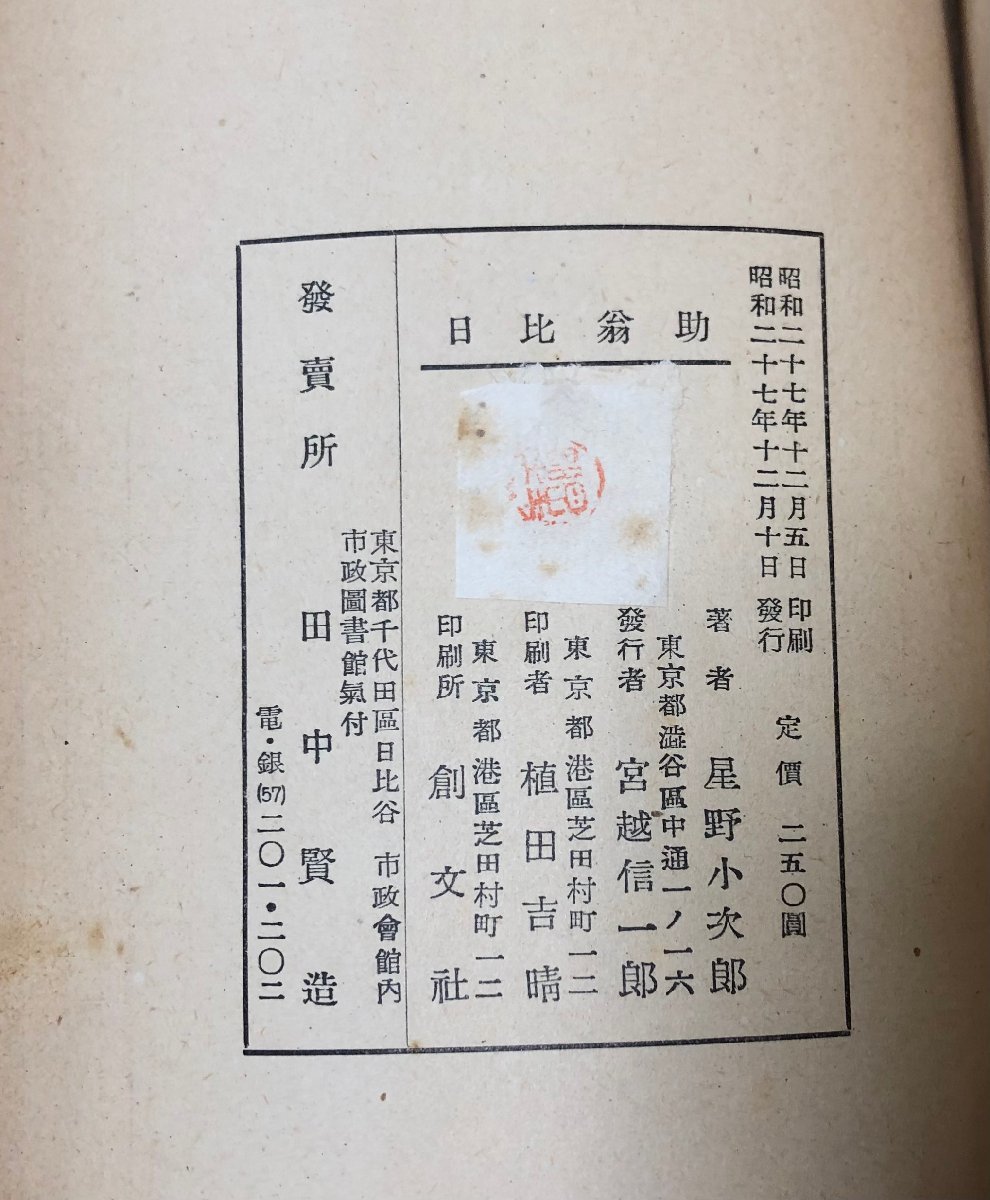 昭和二十七年十二月五日 印刷
昭和二十七年十二月十日 發行
定價 二五〇圓
日比翁助
著者 星野小次郎
東京都澁谷區中通一ノ一六
發行者 宮越信一郎
東京都港區芝田村町一二
印刷者 植田吉晴
東京都港區芝田村町一二
印刷所 創文社
東京都千代田區日比谷 市政會館內
市政圖書館氣付
發賣所 田中賢造
電・銀(57)二〇一・二〇二